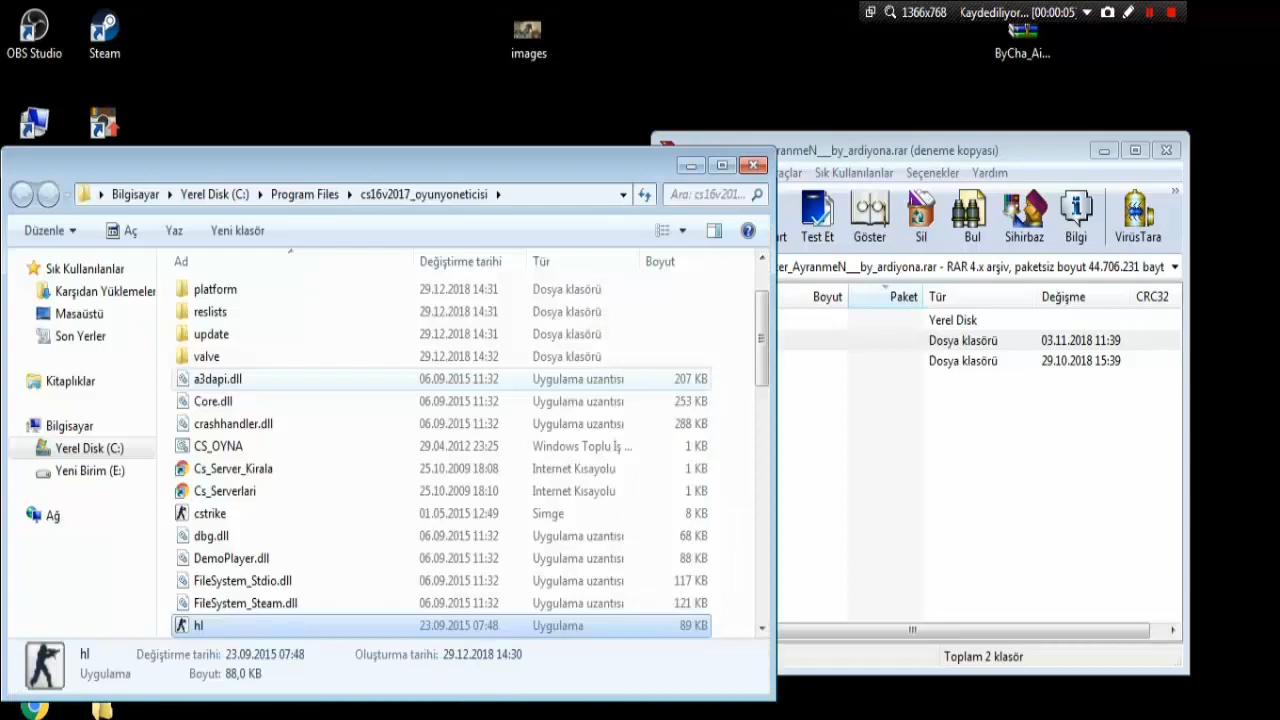 1366x768 Kaydediliyor... [00:00:05]
OBS Studio
Steam
images
ByCha_Ai...
ranmeN___by_ardiyona.rar (deneme kopyası)
açlar Sık Kullanılanlar Seçenekler Yardım
Test Et Göster Sil Bul Sihirbaz Bilgi VirüsTara »
er_AyranmeN___by_ardiyona.rar - RAR 4.x arşiv, paketsiz boyut 44.706.231 bayt
Boyut Paket Tür Değişme CRC32
Yerel Disk
Dosya klasörü 03.11.2018 11:39
Dosya klasörü 29.10.2018 15:39
Toplam 2 klasör
Bilgisayar Yerel Disk (C:) Program Files cs16v2017_oyunyoneticisi
Ara: cs16v201...
Düzenle Aç Yaz Yeni klasör
Sık Kullanılanlar
Karşıdan Yüklemeler
Masaüstü
Son Yerler
Kitaplıklar
Bilgisayar
Yerel Disk (C:)
Yeni Birim (E:)
Ağ
Ad Değiştirme tarihi Tür Boyut
platform 29.12.2018 14:31 Dosya klasörü
reslists 29.12.2018 14:31 Dosya klasörü
update 29.12.2018 14:31 Dosya klasörü
valve 29.12.2018 14:32 Dosya klasörü
a3dapi.dll 06.09.2015 11:32 Uygulama uzantısı 207 KB
Core.dll 06.09.2015 11:32 Uygulama uzantısı 253 KB
crashhandler.dll 06.09.2015 11:32 Uygulama uzantısı 288 KB
CS_OYNA 29.04.2012 23:25 Windows Toplu İş ... 1 KB
Cs_Server_Kirala 25.10.2009 18:08 Internet Kısayolu 1 KB
Cs_Serverlari 25.10.2009 18:10 Internet Kısayolu 1 KB
cstrike 01.05.2015 12:49 Simge 8 KB
dbg.dll 06.09.2015 11:32 Uygulama uzantısı 68 KB
DemoPlayer.dll 06.09.2015 11:32 Uygulama uzantısı 88 KB
FileSystem_Stdio.dll 06.09.2015 11:32 Uygulama uzantısı 117 KB
FileSystem_Steam.dll 06.09.2015 11:32 Uygulama uzantısı 121 KB
hl 23.09.2015 07:48 Uygulama 89 KB
hl Değiştirme tarihi: 23.09.2015 07:48 Oluşturma tarihi: 29.12.2018 14:30
Uygulama Boyut: 88,0 KB